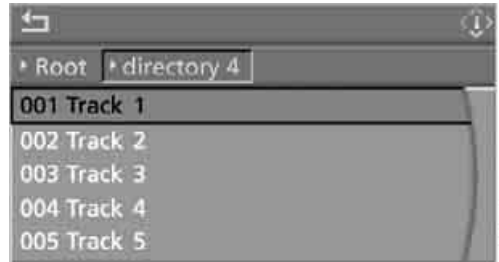 Root directory 4
001 Track 1
002 Track 2
003 Track 3
004 Track 4
005 Track 5